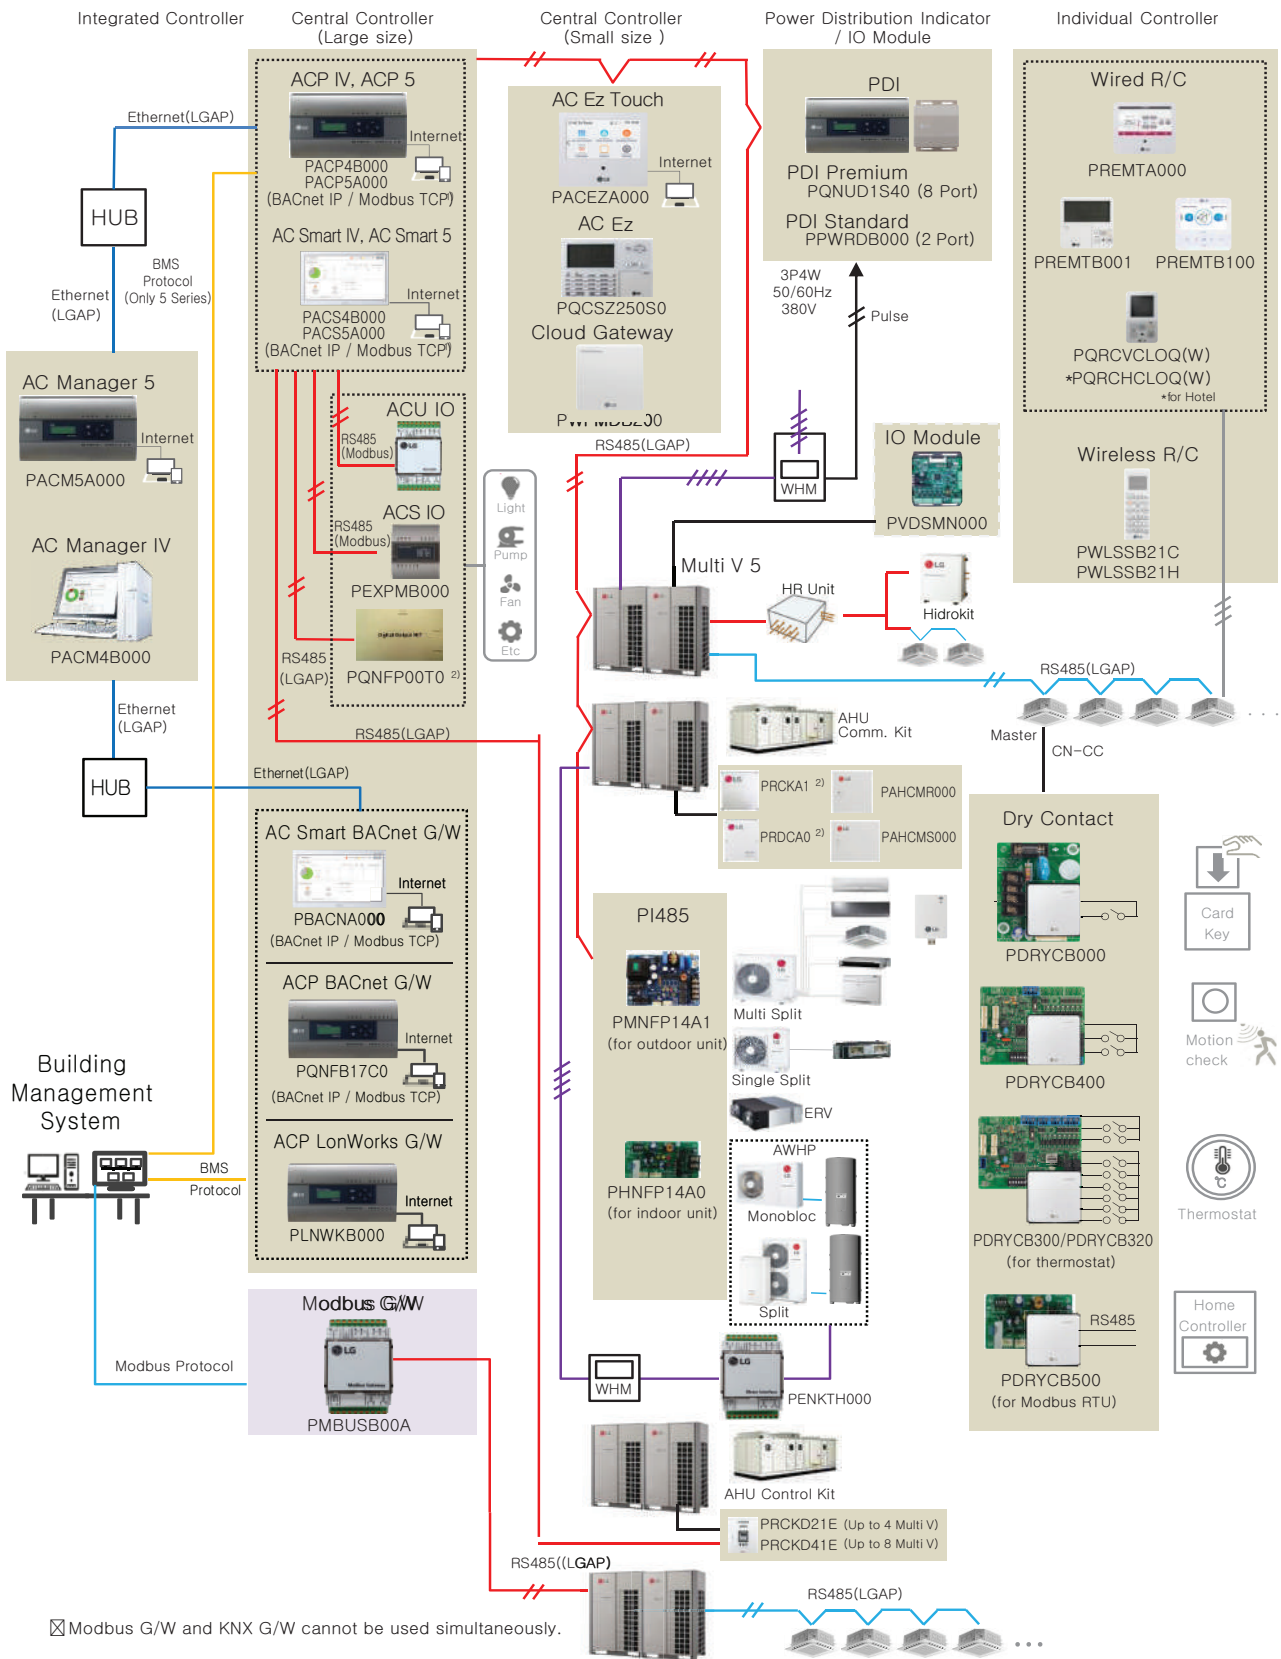 Integrated Controller
Central Controller
(Large size)
Central Controller
(Small size )
Power Distribution Indicator
/ IO Module
Individual Controller
ACP IV, ACP 5
Internet
PACP4B000
PACP5A000
(BACnet IP / Modbus TCP)
AC Smart IV, AC Smart 5
Internet
PACS4B000
PACS5A000
(BACnet IP / Modbus TCP)
Ethernet(LGAP)
HUB
BMS
Protocol
(Only 5 Series)
Ethernet
(LGAP)
AC Manager 5
Internet
PACM5A000
AC Manager IV
PACM4B000
Ethernet
(LGAP)
HUB
Ethernet(LGAP)
ACU IO
RS485
(Modbus)
LG
ACS IO
RS485
(Modbus)
PEXPMB000
RS485
(LGAP)
PQNFP00T0 2)
RS485(LGAP)
Light
Pump
Fan
Etc
AC Ez Touch
Internet
PACEZA000
AC Ez
PQCSZ250S0
Cloud Gateway
RS485(LGAP)
PDI
PDI Premium
PQNUD1S40 (8 Port)
PDI Standard
PPWRDB000 (2 Port)
3P4W
50/60Hz
380V
Pulse
WHM
IO Module
PVDSMN000
Wired R/C
PREMTA000
PREMTB001
PREMTB100
PQRCVCLOQ(W)
*PQRCHCLOQ(W)
*for Hotel
Wireless R/C
PWLSSB21C
PWLSSB21H
Multi V 5
HR Unit
LG
Hidrokit
RS485(LGAP)
Master
CN-CC
AHU
Comm. Kit
PRCKA1 2)
PAHCMR000
PRDCA0 2)
PAHCMS000
AC Smart BACnet G/W
Internet
PBACNA000
(BACnet IP / Modbus TCP)
ACP BACnet G/W
Internet
PQNFB17C0
(BACnet IP / Modbus TCP)
ACP LonWorks G/W
Internet
PLNWKB000
Building
Management
System
BMS
Protocol
Modbus Protocol
Modbus G/W
LG
Modbus Gateway
PMBUSB00A
PI485
PMNFP14A1
(for outdoor unit)
PHNFP14A0
(for indoor unit)
Multi Split
Single Split
ERV
AWHP
Monobloc
Split
WHM
LG
PENKTH000
AHU Control Kit
PRCKD21E (Up to 4 Multi V)
PRCKD41E (Up to 8 Multi V)
RS485((LGAP)
RS485(LGAP)
Dry Contact
PDRYCB000
PDRYCB400
PDRYCB300/PDRYCB320
(for thermostat)
RS485
PDRYCB500
(for Modbus RTU)
Card
Key
Motion
check
°C
Thermostat
Home
Controller
☒ Modbus G/W and KNX G/W cannot be used simultaneously.